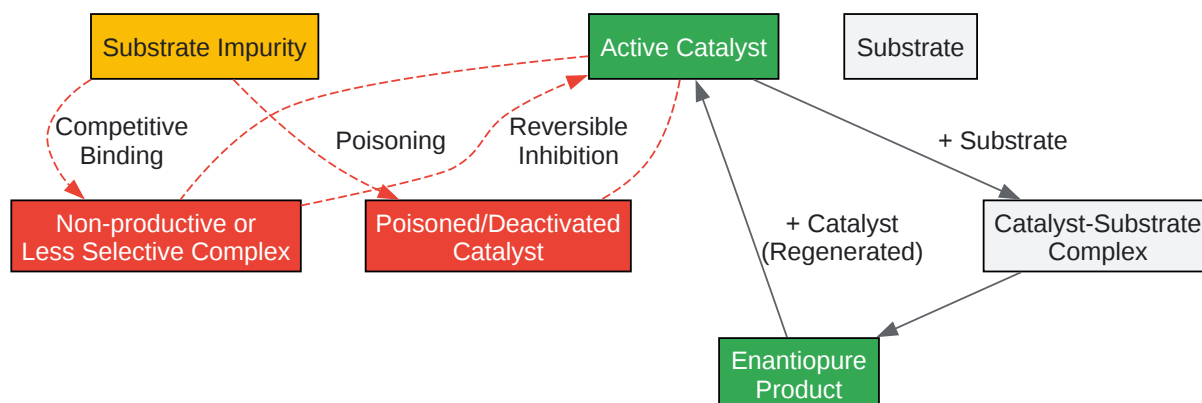 Substrate Impurity
Active Catalyst
Substrate
Competitive
Binding
Poisoning
Reversible
Inhibition
+ Substrate
Non-productive or
Less Selective Complex
Poisoned/Deactivated
Catalyst
+ Catalyst
(Regenerated)
Catalyst-Substrate
Complex
Enantiopure
Product